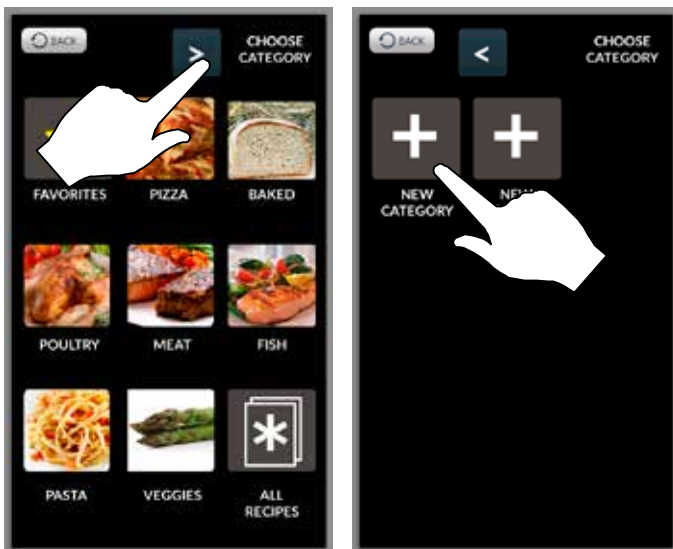 BACK
>
CHOOSE
CATEGORY
FAVORITES
PIZZA
BAKED
POULTRY
MEAT
FISH
PASTA
VEGGIES
*
ALL
RECIPES
BACK
<
CHOOSE
CATEGORY
+
+
NEW
CATEGORY